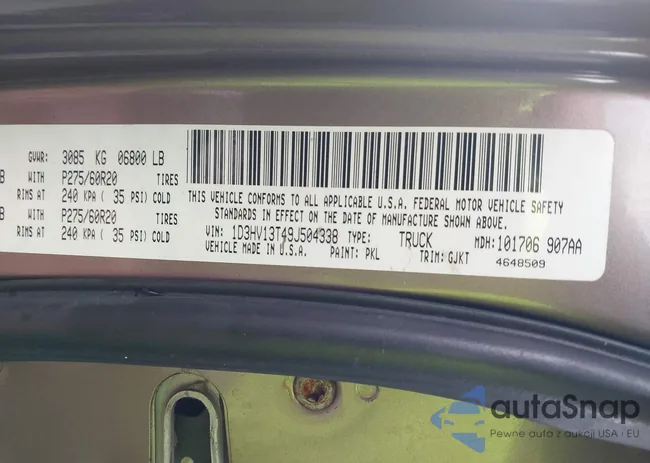 GVWR: 3085 KG 06800 LB
B WITH P275/60R20 TIRES
RIMS AT 240 KPA ( 35 PSI) COLD
B WITH P275/60R20 TIRES
RIMS AT 240 KPA ( 35 PSI) COLD
THIS VEHICLE CONFORMS TO ALL APPLICABLE U.S.A. FEDERAL MOTOR VEHICLE SAFETY
STANDARDS IN EFFECT ON THE DATE OF MANUFACTURE SHOWN ABOVE.
VIN: 1D3HV13T49J504338 TYPE: TRUCK MDH: 101706 907AA
VEHICLE MADE IN U.S.A. PAINT: PKL TRIM: GJKT 4648509
autaSnap
Pewne auta z aukcji USA i EU